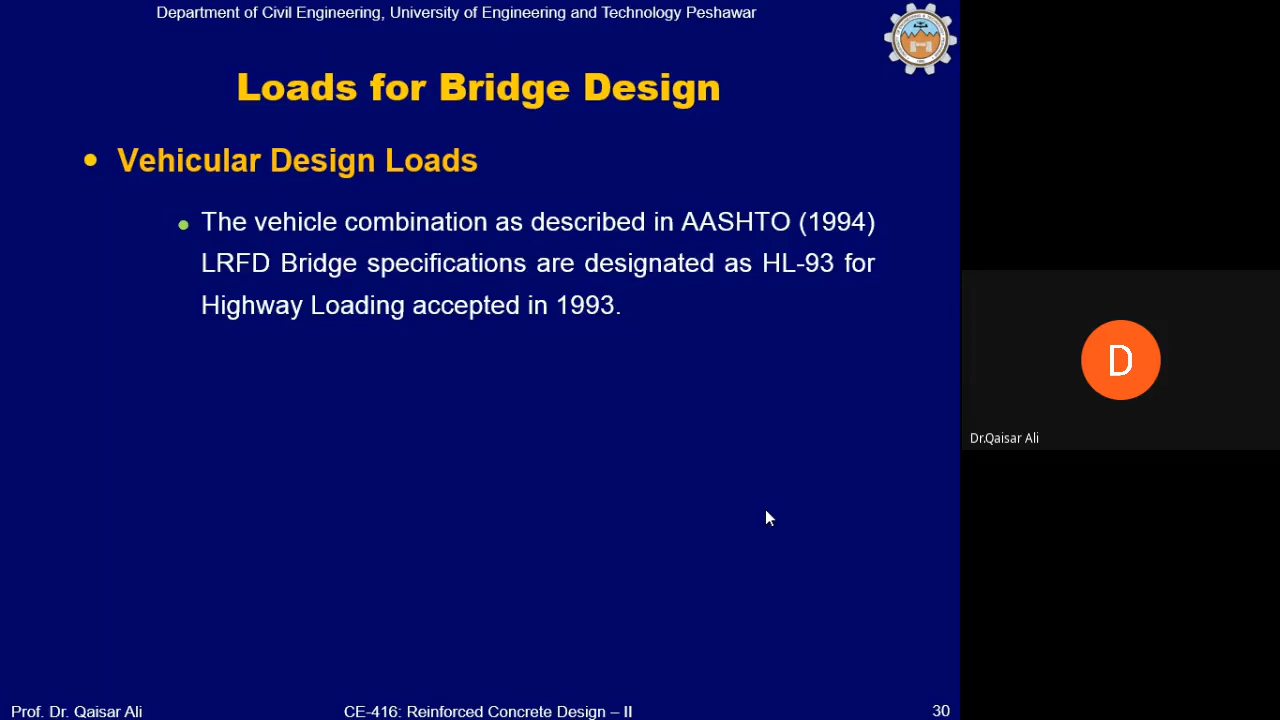 Department of Civil Engineering, University of Engineering and Technology Peshawar
Loads for Bridge Design
• Vehicular Design Loads
• The vehicle combination as described in AASHTO (1994)
LRFD Bridge specifications are designated as HL-93 for
Highway Loading accepted in 1993.
D
Dr.Qaisar Ali
Prof. Dr. Qaisar Ali
CE-416: Reinforced Concrete Design – II
30